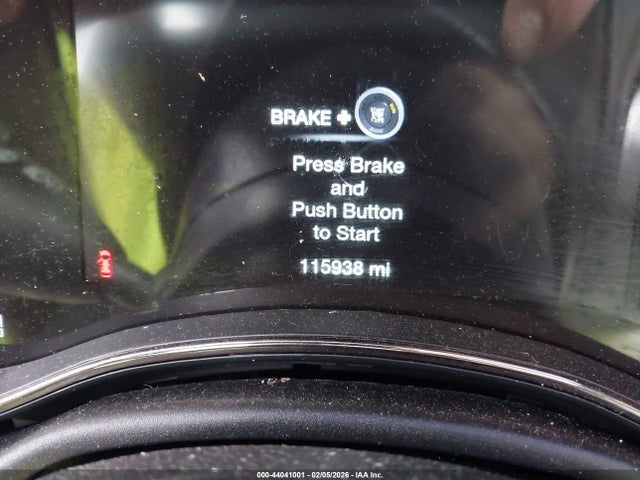 BRAKE +
Press Brake
and
Push Button
to Start
115938 mi
000-44041001 - 02/05/2026 - IAA Inc.